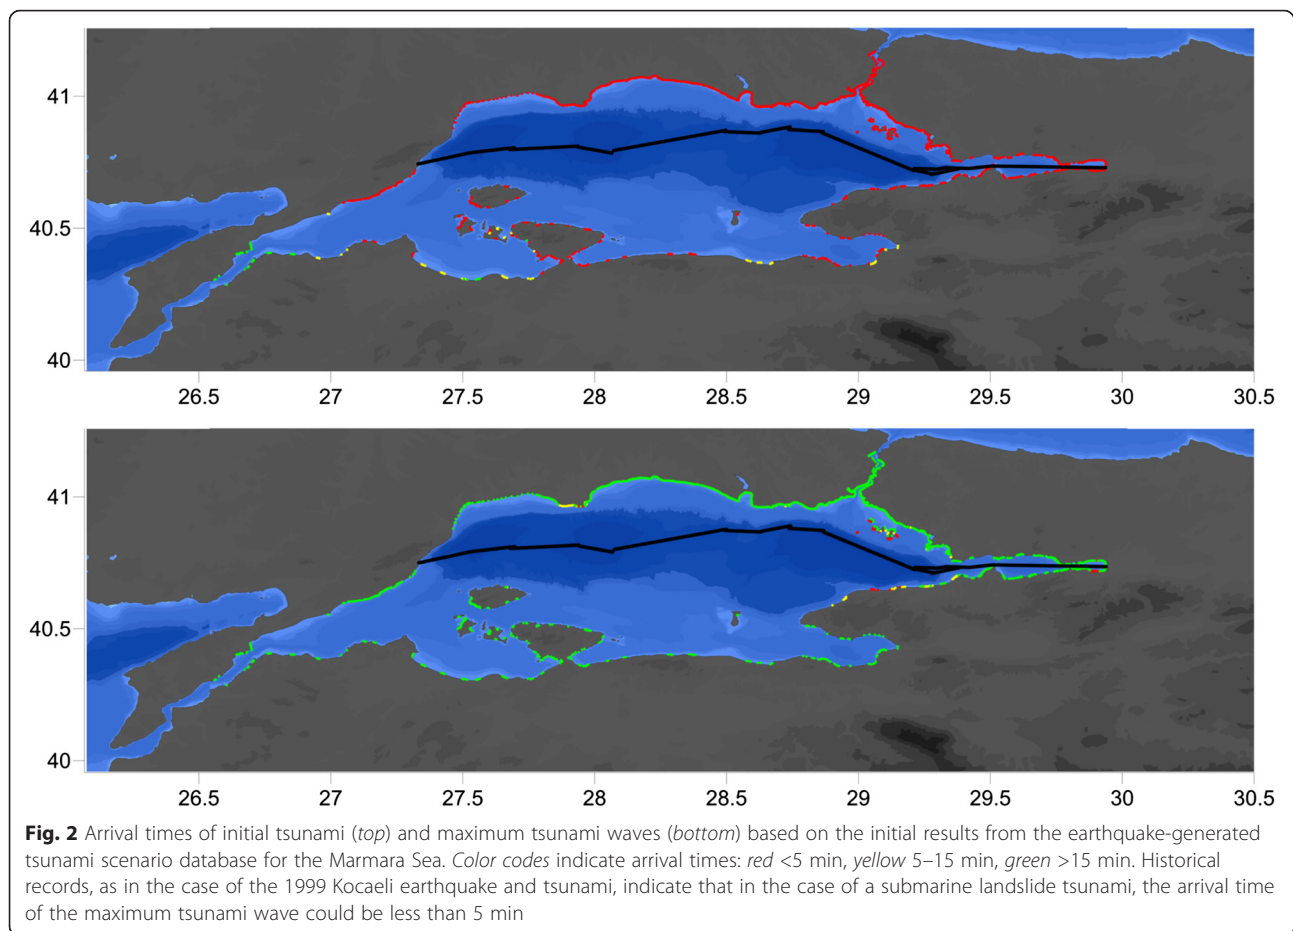 41
40.5
40
26.5 27 27.5 28 28.5 29 29.5 30 30.5
41
40.5
40
26.5 27 27.5 28 28.5 29 29.5 30 30.5
Fig. 2 Arrival times of initial tsunami (top) and maximum tsunami waves (bottom) based on the initial results from the earthquake-generated
tsunami scenario database for the Marmara Sea. Color codes indicate arrival times: red <5 min, yellow 5–15 min, green >15 min. Historical
records, as in the case of the 1999 Kocaeli earthquake and tsunami, indicate that in the case of a submarine landslide tsunami, the arrival time
of the maximum tsunami wave could be less than 5 min